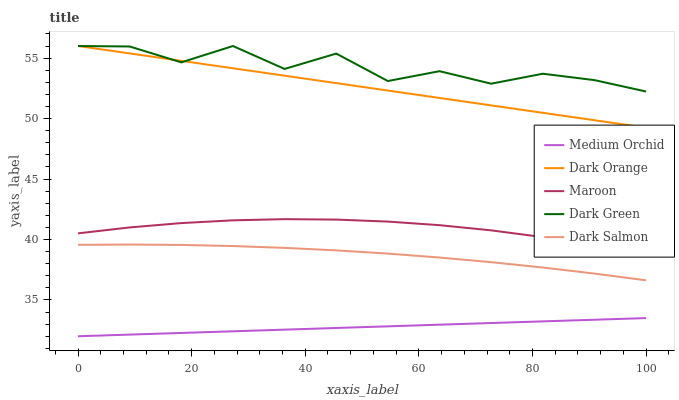 title
yaxis_label
55
50
45
40
35
0
20
40
60
80
100
xaxis_label
Medium Orchid
Dark Orange
Maroon
Dark Green
Dark Salmon